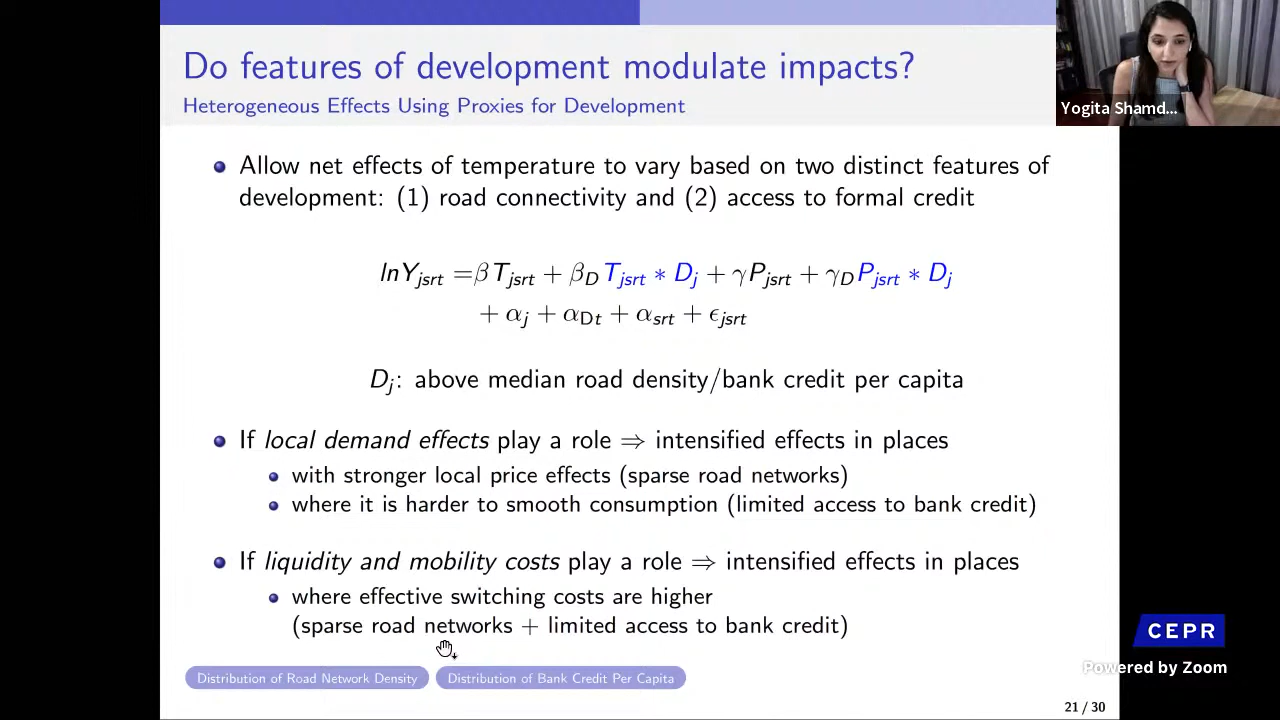 Do features of development modulate impacts?
Heterogeneous Effects Using Proxies for Development
Yogita Shamd...
Allow net effects of temperature to vary based on two distinct features of
development: (1) road connectivity and (2) access to formal credit
lnY_jsrt = βT_jsrt + β_D T_jsrt * D_j + γP_jsrt + γ_D P_jsrt * D_j
+ α_j + α_Dt + α_srt + ϵ_jsrt
D_j: above median road density/bank credit per capita
If local demand effects play a role ⇒ intensified effects in places
with stronger local price effects (sparse road networks)
where it is harder to smooth consumption (limited access to bank credit)
If liquidity and mobility costs play a role ⇒ intensified effects in places
where effective switching costs are higher
(sparse road networks + limited access to bank credit)
CEPR
Powered by Zoom
Distribution of Road Network Density
Distribution of Bank Credit Per Capita
21 / 30